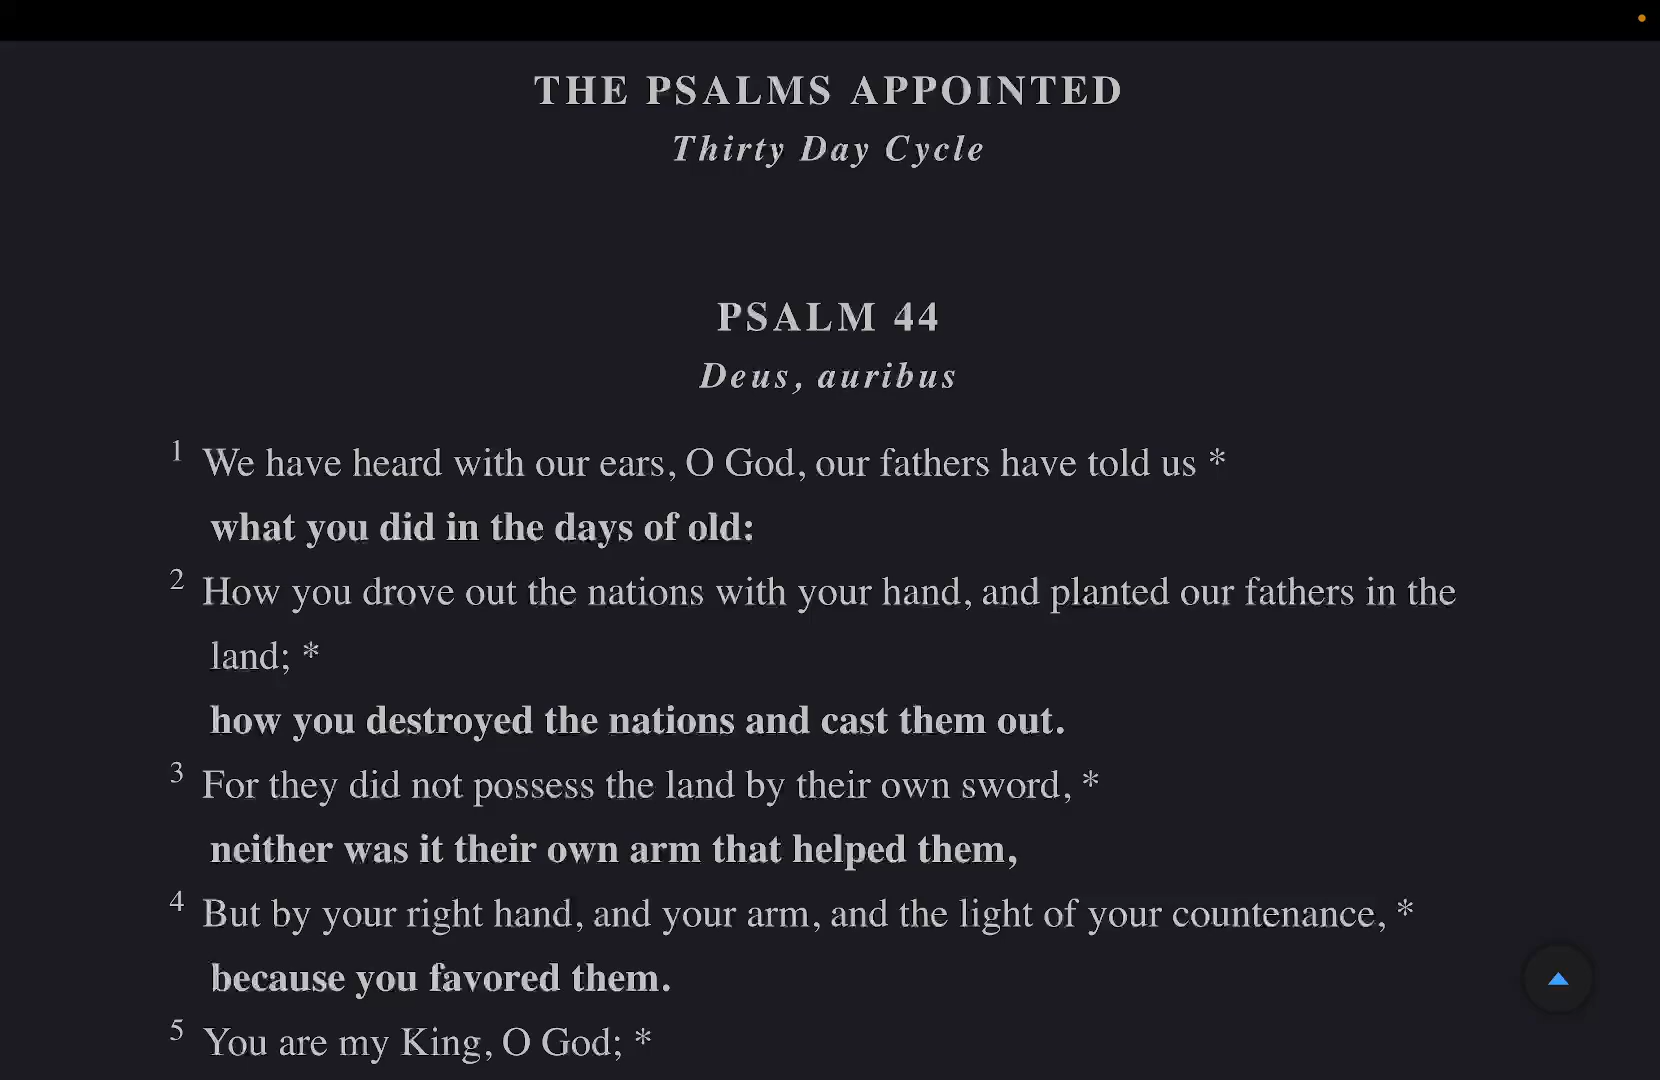 THE PSALMS APPOINTED
Thirty Day Cycle
PSALM 44
Deus, auribus
1 We have heard with our ears, O God, our fathers have told us *
what you did in the days of old:
2 How you drove out the nations with your hand, and planted our fathers in the
land; *
how you destroyed the nations and cast them out.
3 For they did not possess the land by their own sword, *
neither was it their own arm that helped them,
4 But by your right hand, and your arm, and the light of your countenance, *
because you favored them.
5 You are my King, O God; *